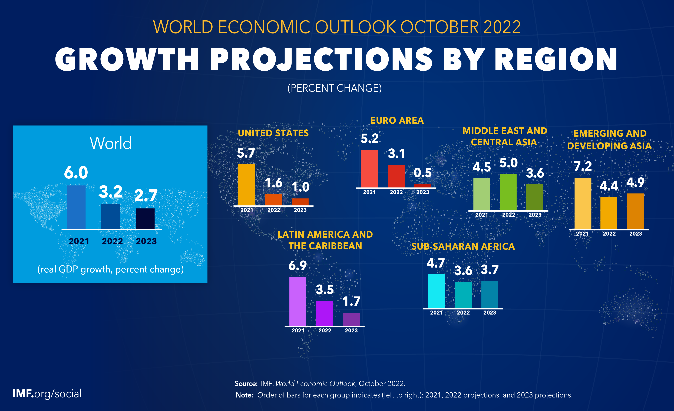 WORLD ECONOMIC OUTLOOK OCTOBER 2022
GROWTH PROJECTIONS BY REGION
(PERCENT CHANGE)
World
6.0
3.2
2.7
2021 2022 2023
(real GDP growth, percent change)
UNITED STATES
5.7
1.6
1.0
2021 2022 2023
EURO AREA
5.2
3.1
0.5
2021 2022 2023
MIDDLE EAST AND
CENTRAL ASIA
4.5
5.0
3.6
2021 2022 2023
EMERGING AND
DEVELOPING ASIA
7.2
4.4
4.9
2021 2022 2023
LATIN AMERICA AND
THE CARIBBEAN
6.9
3.5
1.7
2021 2022 2023
SUB-SAHARAN AFRICA
4.7
3.6
3.7
2021 2022 2023
IMF.org/social
Source: IMF, World Economic Outlook, October 2022.
Note: Order of bars for each group indicates (left to right): 2021, 2022 projections, and 2023 projections.